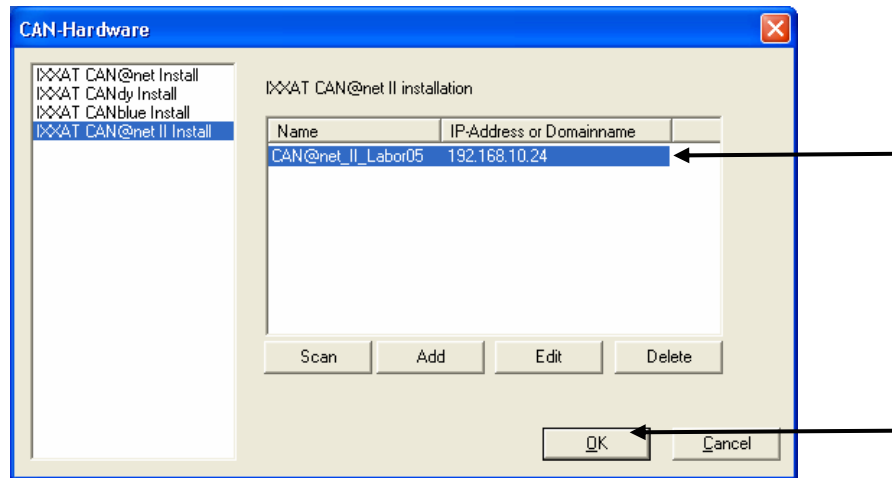 CAN-Hardware
IXXAT CAN@net Install
IXXAT CANdy Install
IXXAT CANblue Install
IXXAT CAN@net II Install
IXXAT CAN@net II installation
Name IP-Address or Domainname
CAN@net_II_Labor05 192.168.10.24
Scan Add Edit Delete
OK Cancel